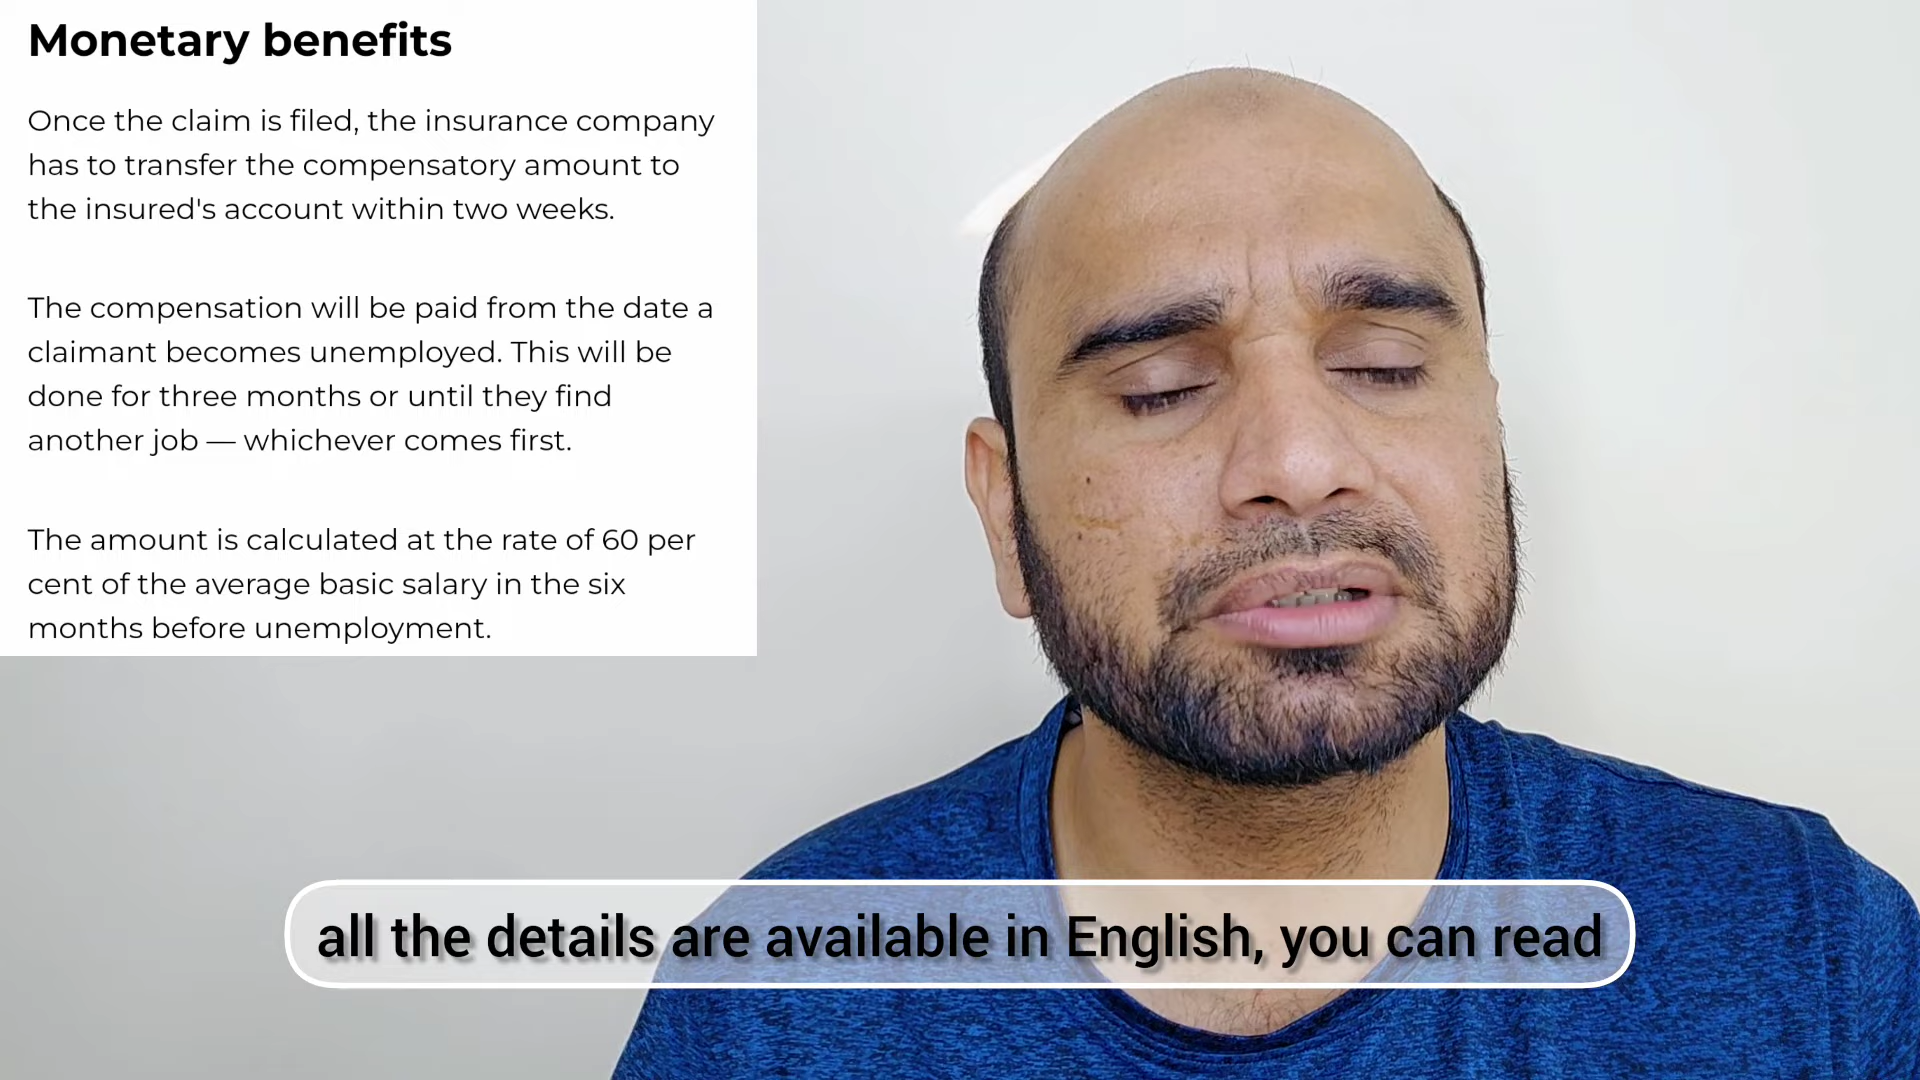 Monetary benefits
Once the claim is filed, the insurance company
has to transfer the compensatory amount to
the insured's account within two weeks.
The compensation will be paid from the date a
claimant becomes unemployed. This will be
done for three months or until they find
another job — whichever comes first.
The amount is calculated at the rate of 60 per
cent of the average basic salary in the six
months before unemployment.
all the details are available in English, you can read